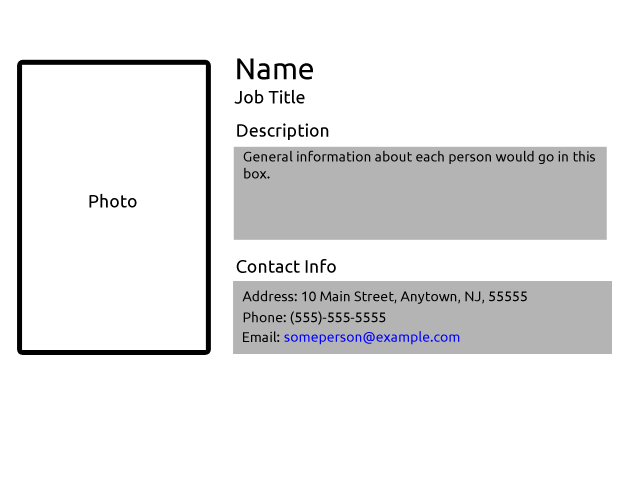 Name
Job Title
Description
General information about each person would go in this
box.
Photo
Contact Info
Address: 10 Main Street, Anytown, NJ, 55555
Phone: (555)-555-5555
Email: someperson@example.com